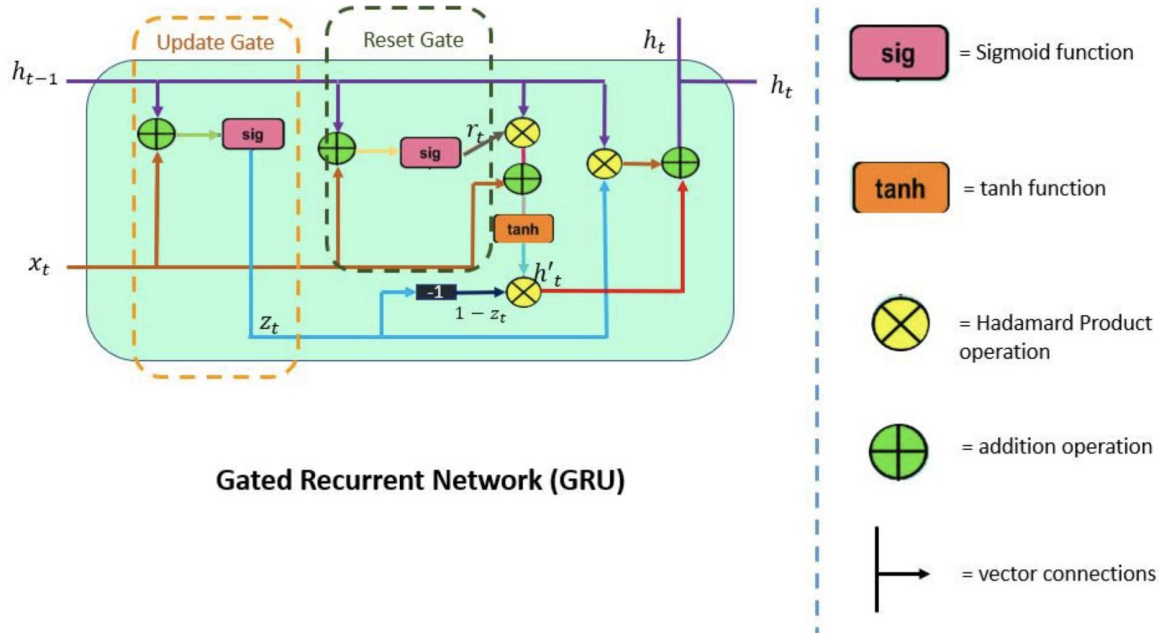 Update Gate
Reset Gate
h_t
h_{t-1}
h_t
sig
sig
r_t
tanh
x_t
h'_t
-1
1 − z_t
z_t
Gated Recurrent Network (GRU)
sig = Sigmoid function
tanh = tanh function
= Hadamard Product
operation
= addition operation
= vector connections